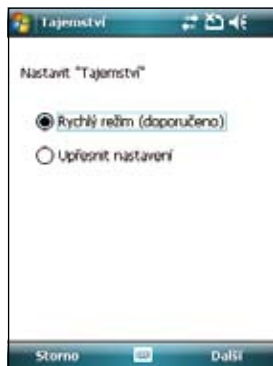 Tajemství
Nastavit "Tajemství"
Rychlý režim (doporučeno)
Upřesnit nastavení
Storno Další